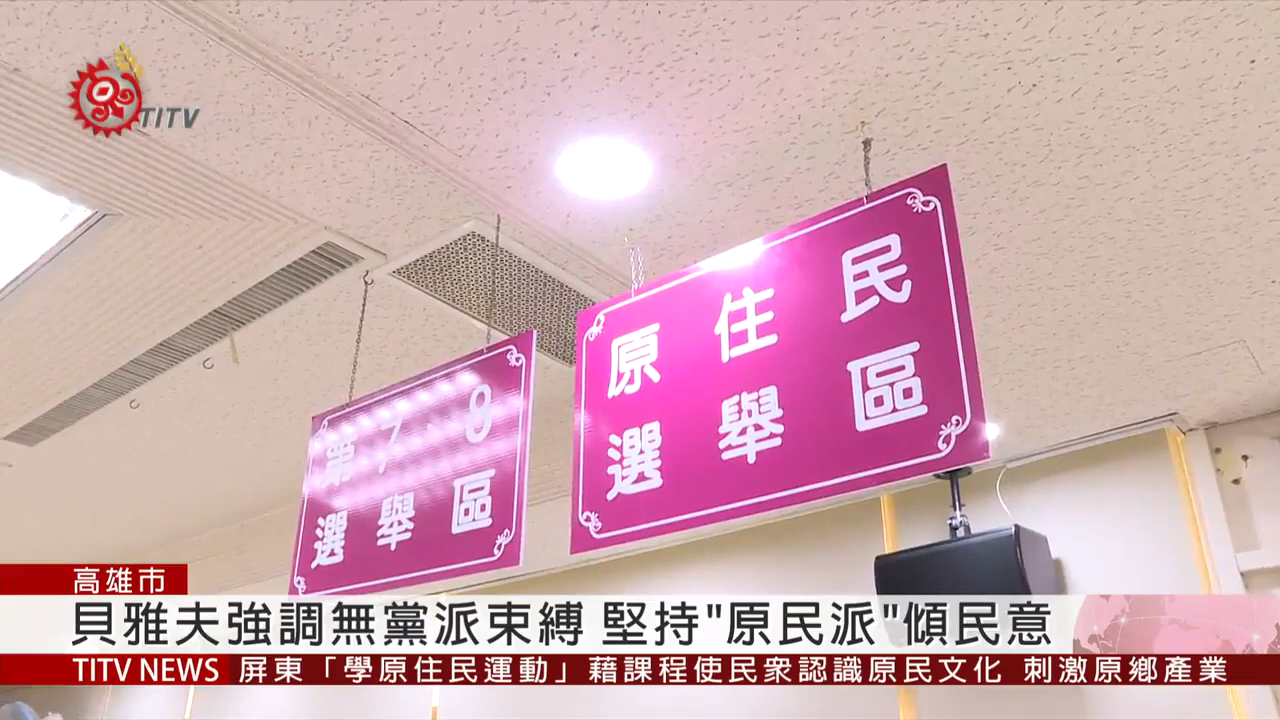 TITV
原住民
選舉區
第7、8
選舉區
高雄市
貝雅夫強調無黨派束縛 堅持"原民派"傾民意
TITV NEWS 屏東「學原住民運動」藉課程使民眾認識原民文化 刺激原鄉產業